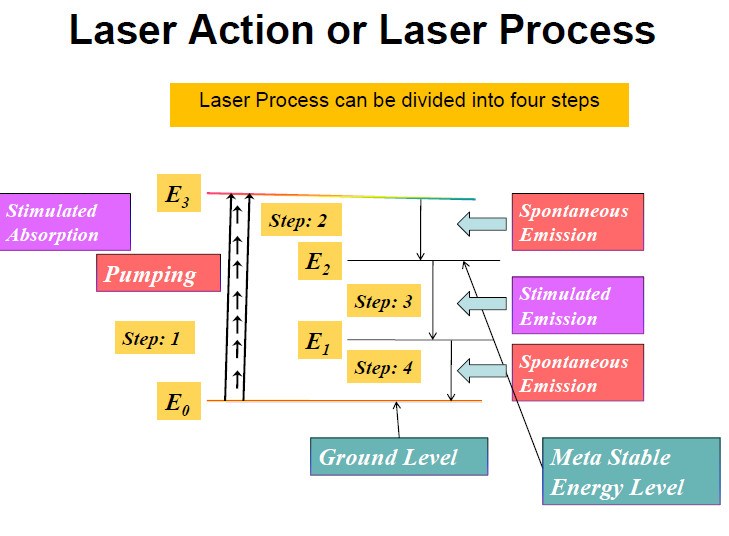 Laser Action or Laser Process
Laser Process can be divided into four steps
E3
Stimulated
Absorption
Step: 2
Spontaneous
Emission
Pumping
E2
Step: 3
Stimulated
Emission
Step: 1
E1
Step: 4
Spontaneous
Emission
E0
Ground Level
Meta Stable
Energy Level